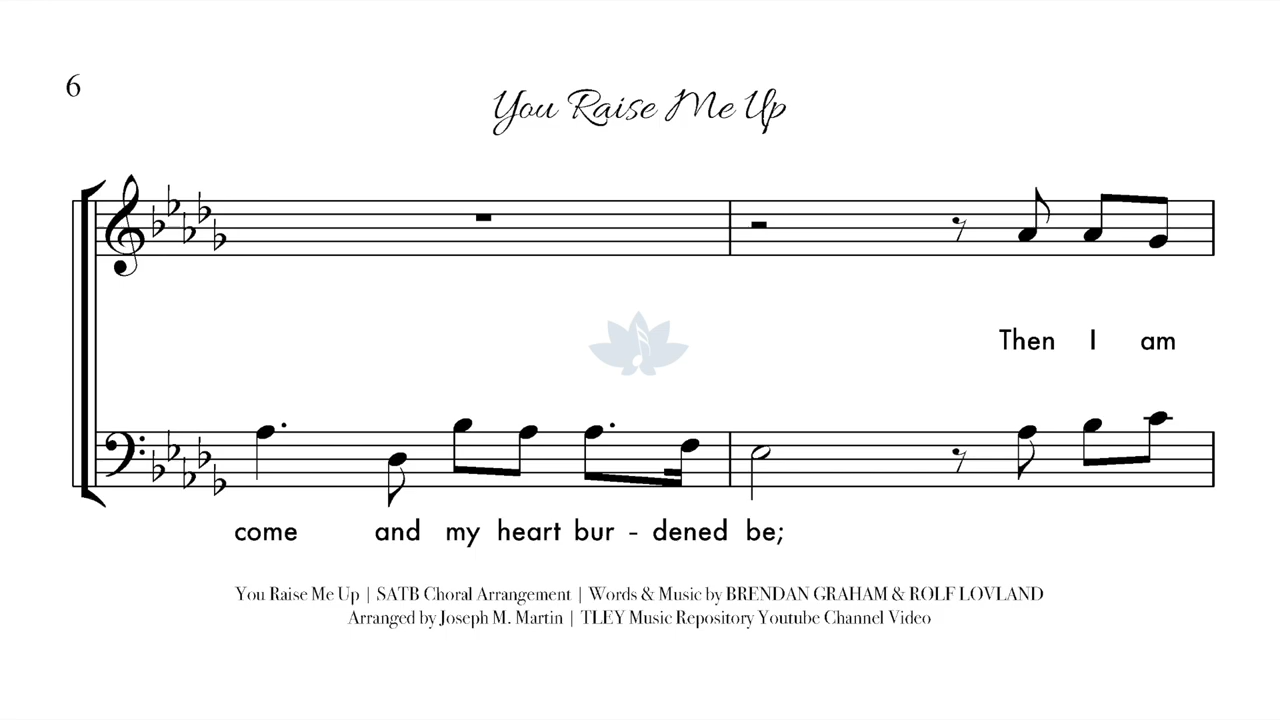 6
You Raise Me Up
Then I am
come and my heart bur - dened be;
You Raise Me Up | SATB Choral Arrangement | Words & Music by BRENDAN GRAHAM & ROLF LOVLAND
Arranged by Joseph M. Martin | TLEY Music Repository Youtube Channel Video